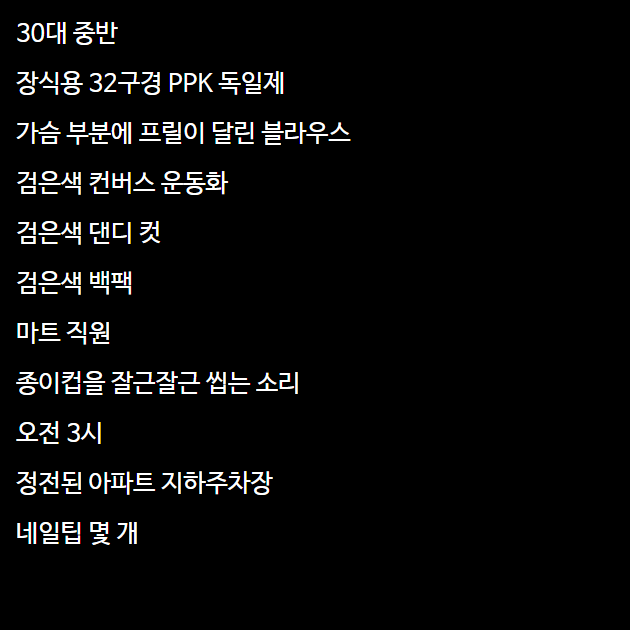 30대 중반
장식용 32구경 PPK 독일제
가슴 부분에 프릴이 달린 블라우스
검은색 컨버스 운동화
검은색 댄디 컷
검은색 백팩
마트 직원
종이컵을 잘근잘근 씹는 소리
오전 3시
정전된 아파트 지하주차장
네일팁 몇 개